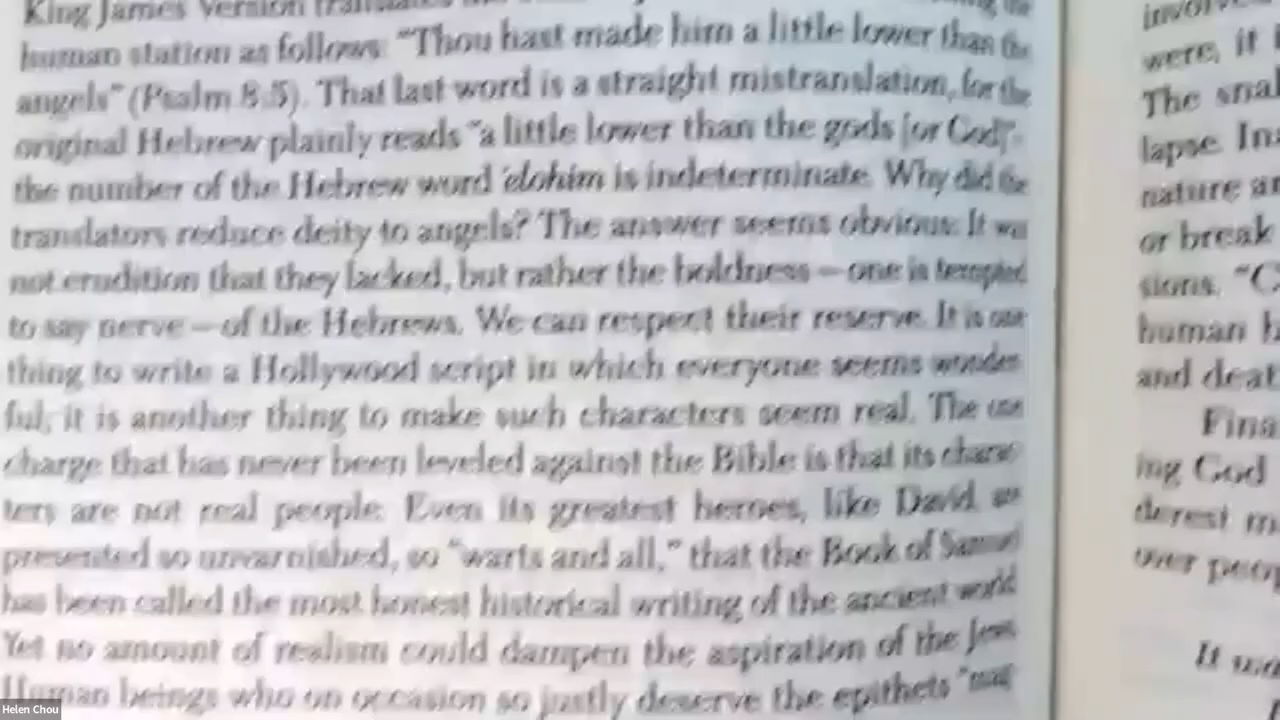 King James Version translates the
human station as follows: "Thou hast made him a little lower than the
angels" (Psalm 8:5). That last word is a straight mistranslation, for the
original Hebrew plainly reads "a little lower than the gods [or God]"-
the number of the Hebrew word 'elohim is indeterminate. Why did the
translators reduce deity to angels? The answer seems obvious: It was
not erudition that they lacked, but rather the boldness—one is tempted
to say nerve—of the Hebrews. We can respect their reserve. It is one
thing to write a Hollywood script in which everyone seems wonder
ful; it is another thing to make such characters seem real. The one
charge that has never been leveled against the Bible is that its charac
ters are not real people. Even its greatest heroes, like David, are
presented so unvarnished, so "warts and all," that the Book of Samuel
has been called the most honest historical writing of the ancient world.
Yet no amount of realism could dampen the aspiration of the Jews.
Human beings who on occasion so justly deserve the epithets
were, it
The
lapse.
nature
or break
sions.
human
and
Fina
ing God
derest
over
It
Helen Chou